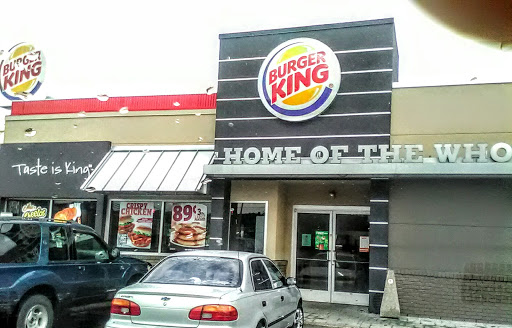 BURGER
KING
BURGER
KING
HOME OF THE WHO
Taste is King
CRISPY
CHICKEN
89¢